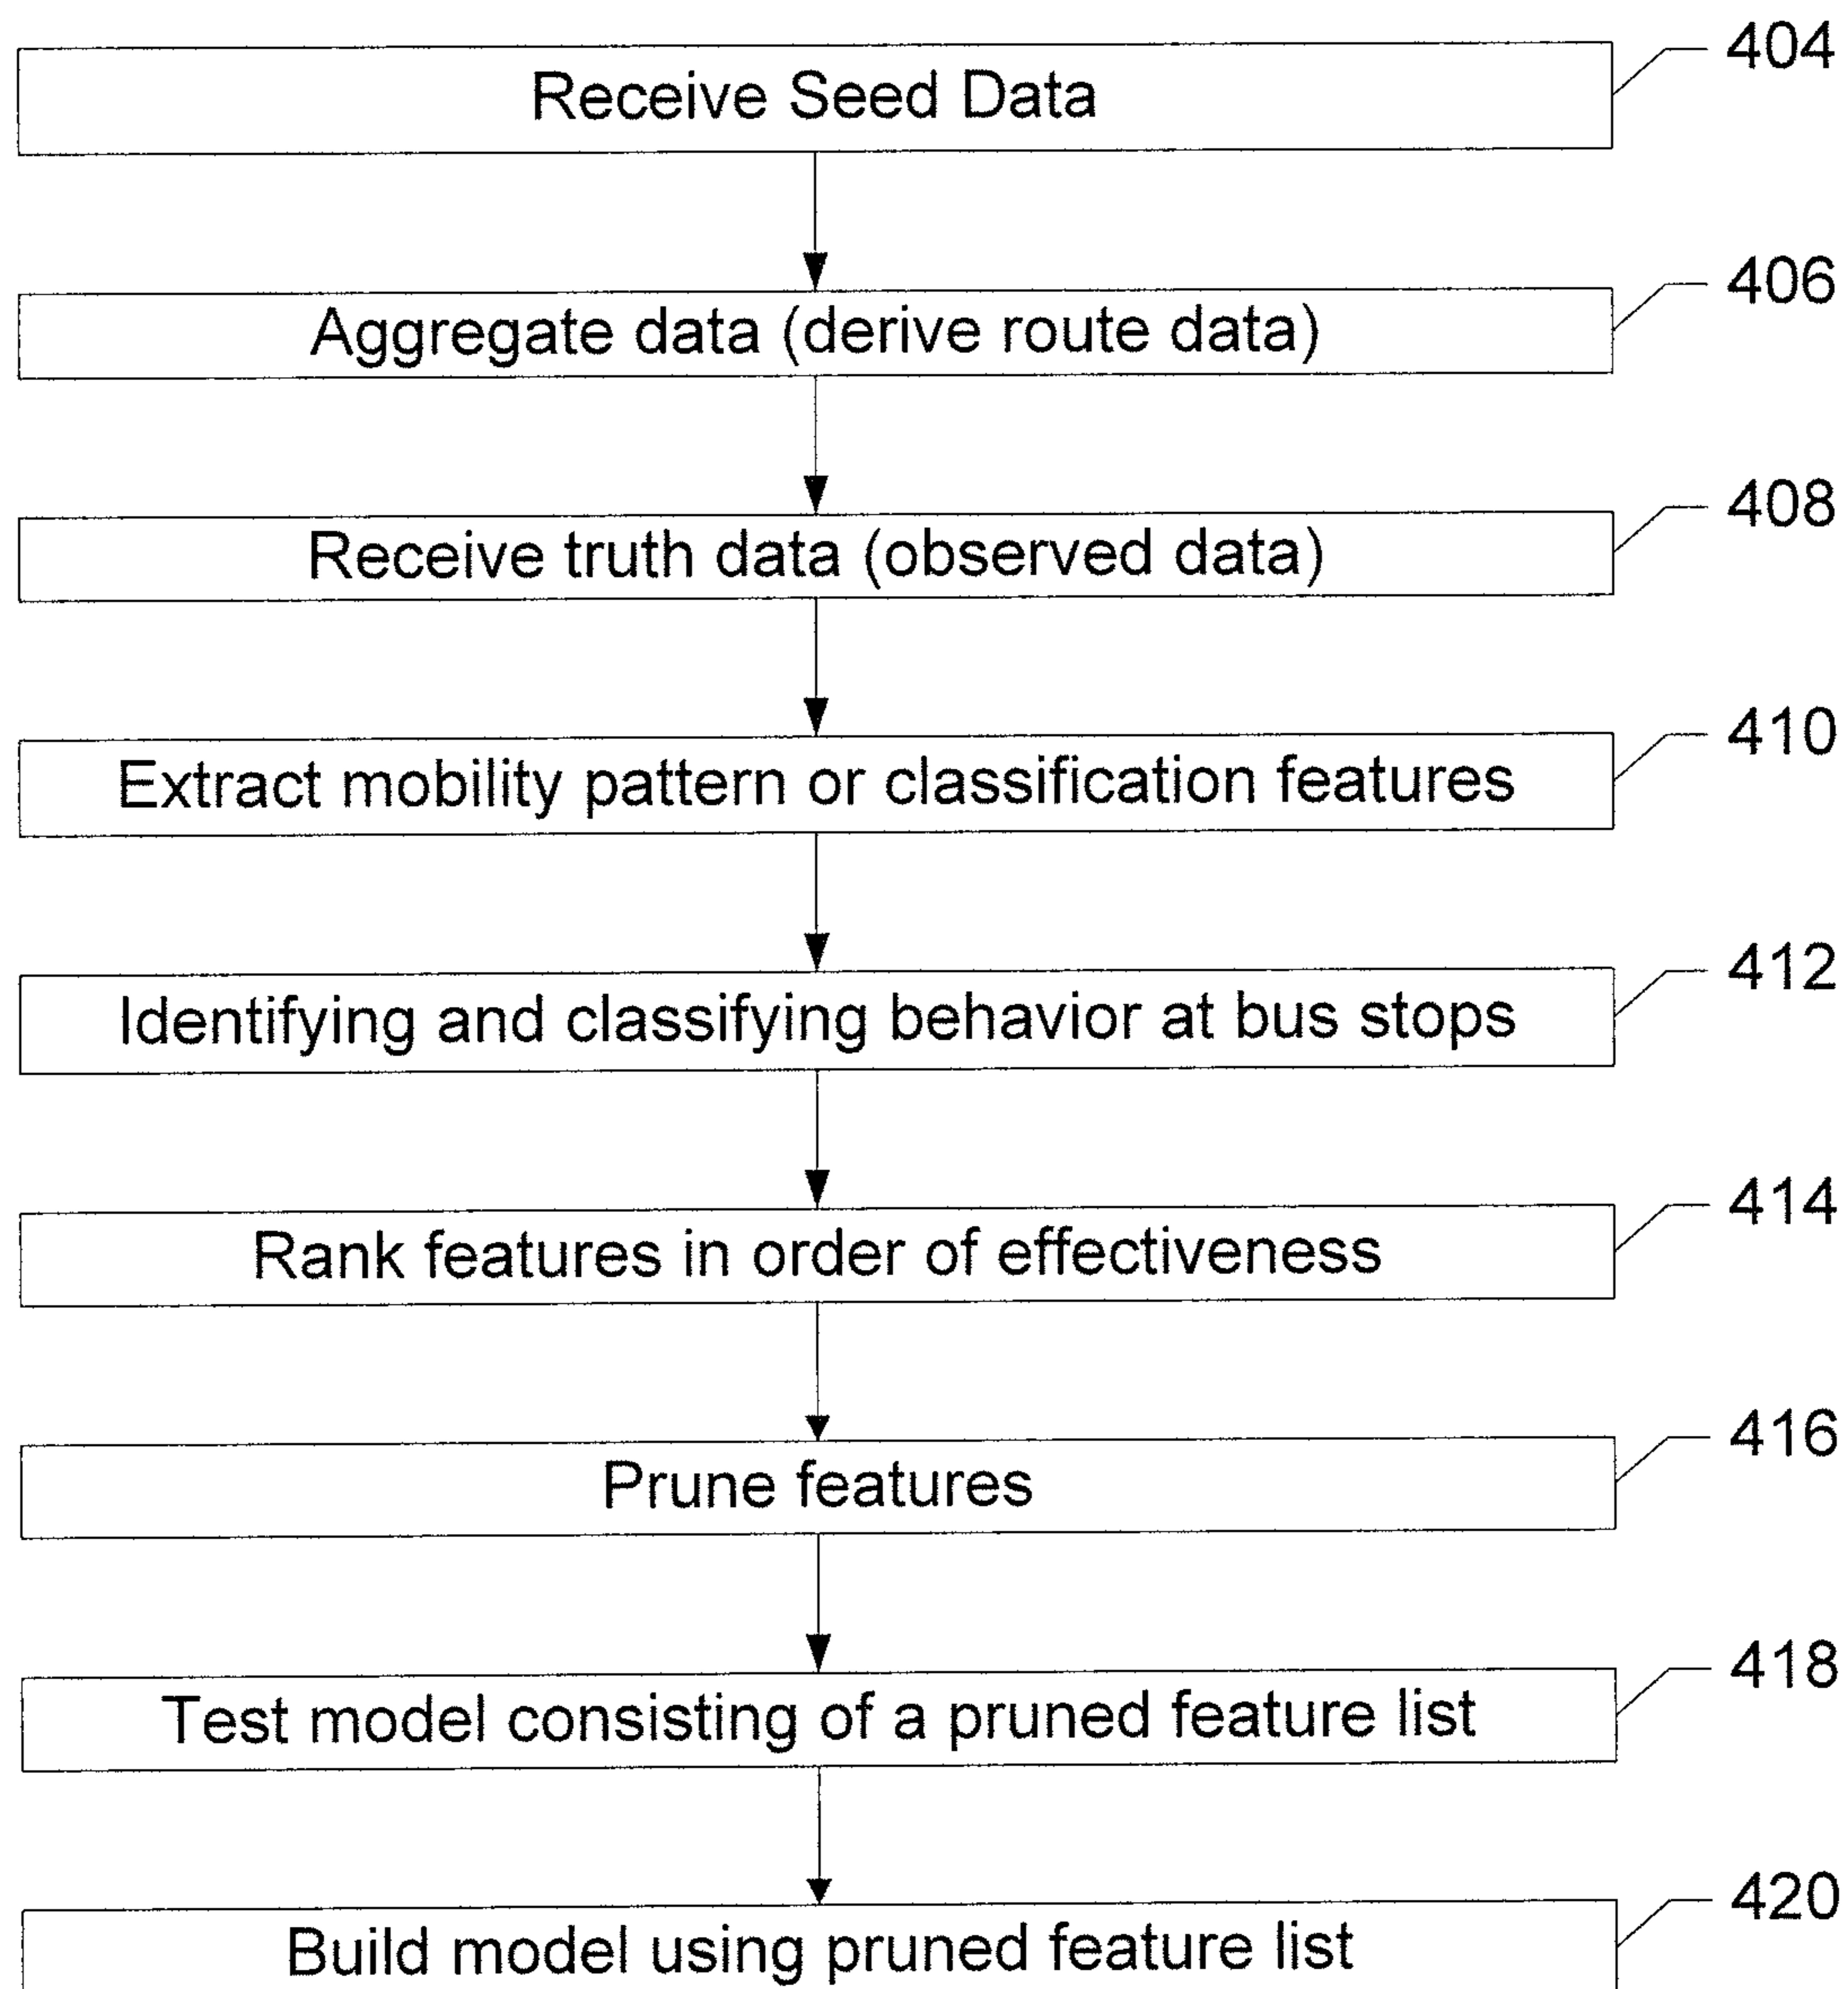 Receive Seed Data
404
Aggregate data (derive route data)
406
Receive truth data (observed data)
408
Extract mobility pattern or classification features
410
Identifying and classifying behavior at bus stops
412
Rank features in order of effectiveness
414
Prune features
416
Test model consisting of a pruned feature list
418
Build model using pruned feature list
420